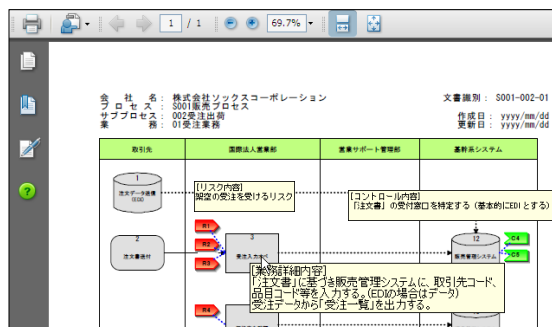 1 / 1
69.7%
会社名: 株式会社ソックスコーポレーション
プロセス: S001販売プロセス
サブプロセス: 002受注出荷
業務: 01受注業務
文書識別: S001-002-01
作成日: yyyy/mm/dd
更新日: yyyy/mm/dd
取引先
国際法人営業部
営業サポート管理部
基幹系システム
1
注文データ送信
(EDI)
[リスク内容]
架空の受注を受けるリスク
[コントロール内容]
「注文書」の受付窓口を特定する（基本的にEDIとする）
R1
R2
R3
2
注文書送付
3
受注入力
12
販売管理システム
C4
C5
[業務詳細内容]
「注文書」に基づき販売管理システムに、取引先コード、
品目コード等を入力する。(EDIの場合はデータ)
受注データから「受注一覧」を出力する。
R4